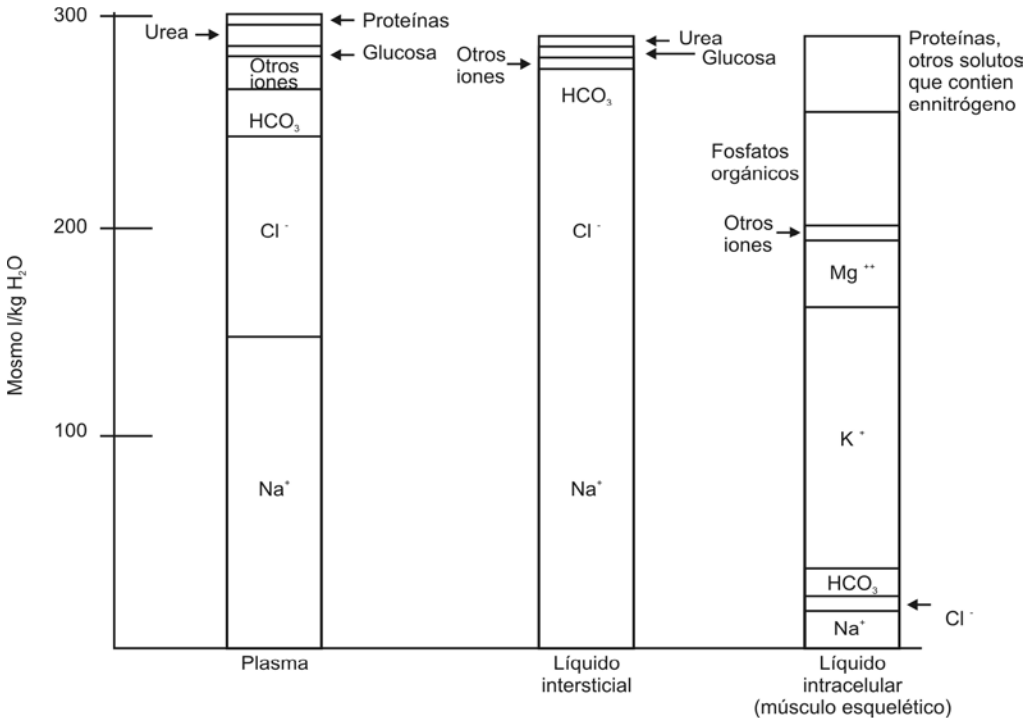 300
200
100
Mosmo l/kg H₂O
Urea
Proteínas
Glucosa
Otros
iones
HCO₃
Cl ⁻
Na⁺
Plasma
Otros
iones
Urea
Glucosa
HCO₃
Cl ⁻
Na⁺
Líquido
intersticial
Proteínas,
otros solutos
que contien
ennitrógeno
Fosfatos
orgánicos
Otros
iones
Mg ⁺⁺
K ⁺
HCO₃
Cl ⁻
Na⁺
Líquido
intracelular
(músculo esquelético)